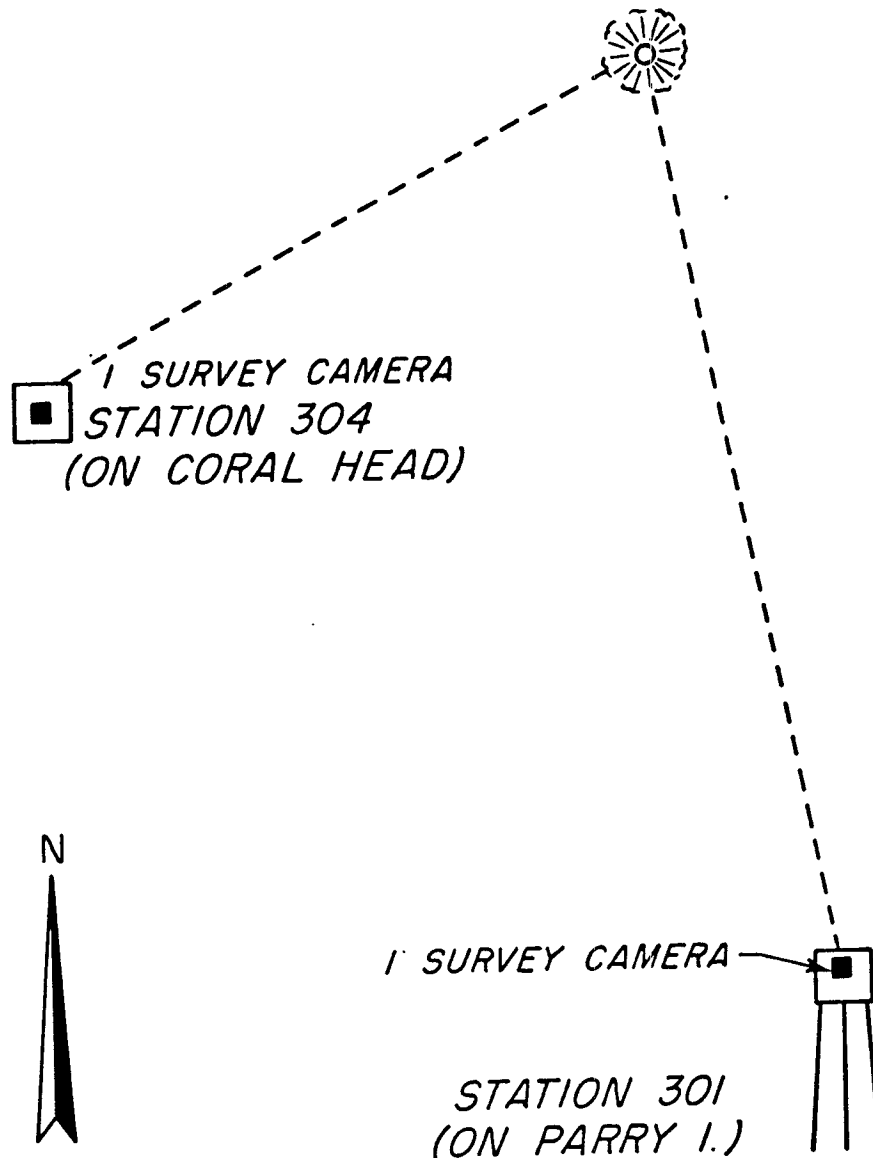 1 SURVEY CAMERA
STATION 304
(ON CORAL HEAD)
N
1 SURVEY CAMERA
STATION 301
(ON PARRY I.)